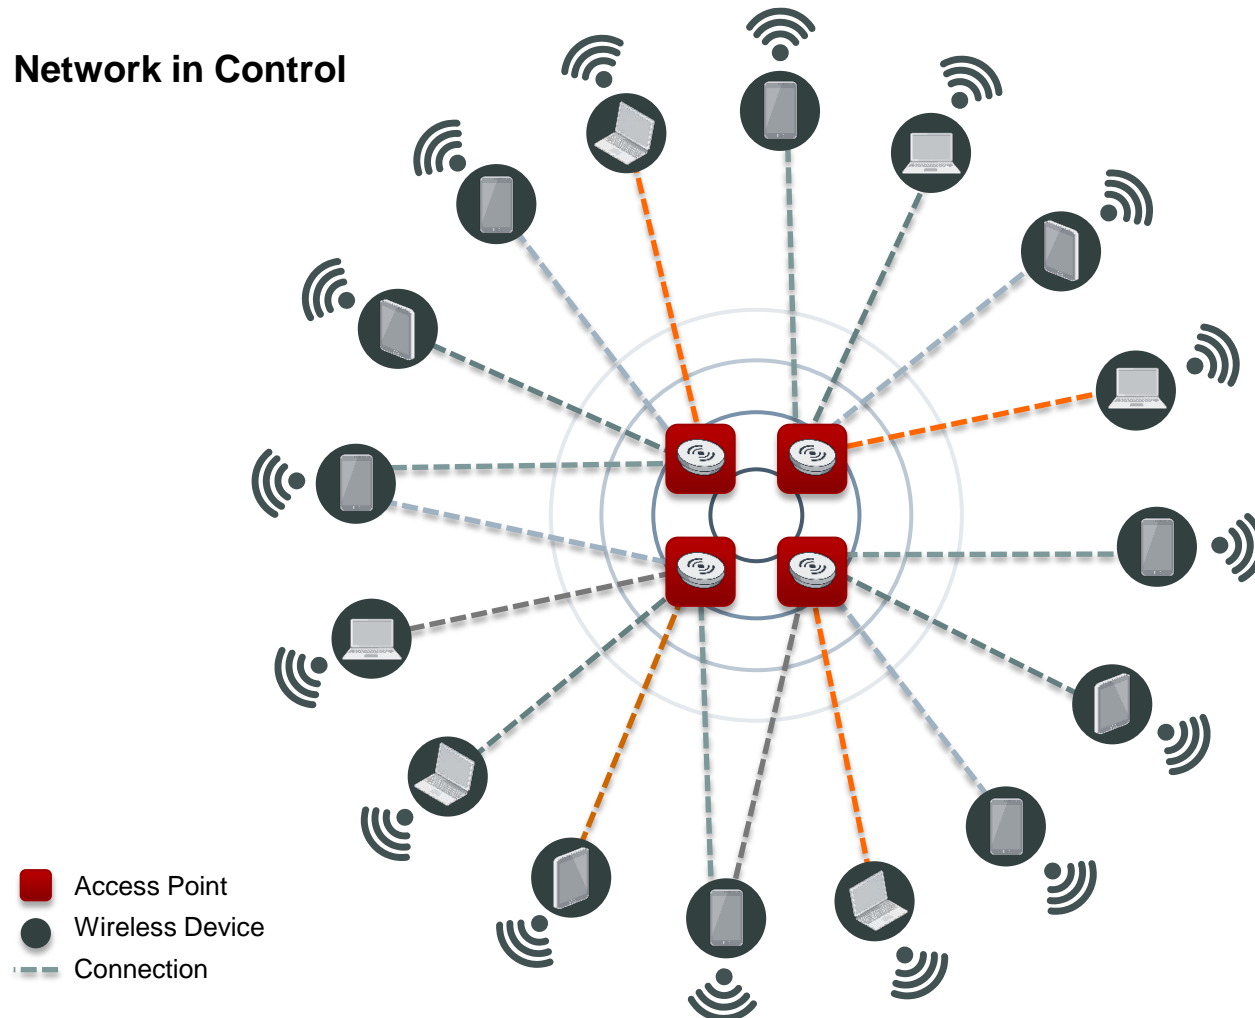 Network in Control
Access Point
Wireless Device
Connection